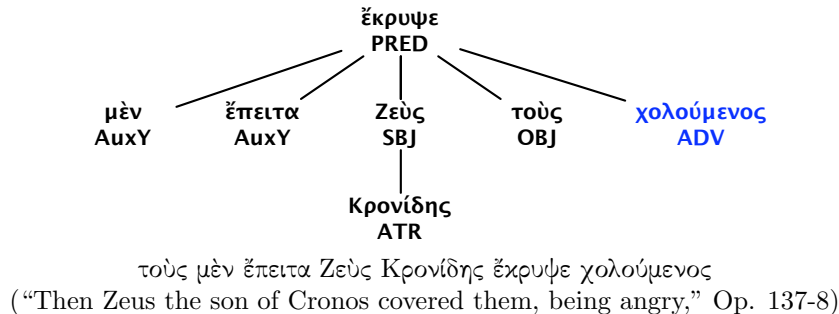 ἔκρυψε
PRED
μὲν ἔπειτα Ζεὺς τοὺς χολούμενος
AuxY AuxY SBJ OBJ ADV
Κρονίδης
ATR
τοὺς μὲν ἔπειτα Ζεὺς Κρονίδης ἔκρυψε χολούμενος
(“Then Zeus the son of Cronos covered them, being angry,” Op. 137-8)